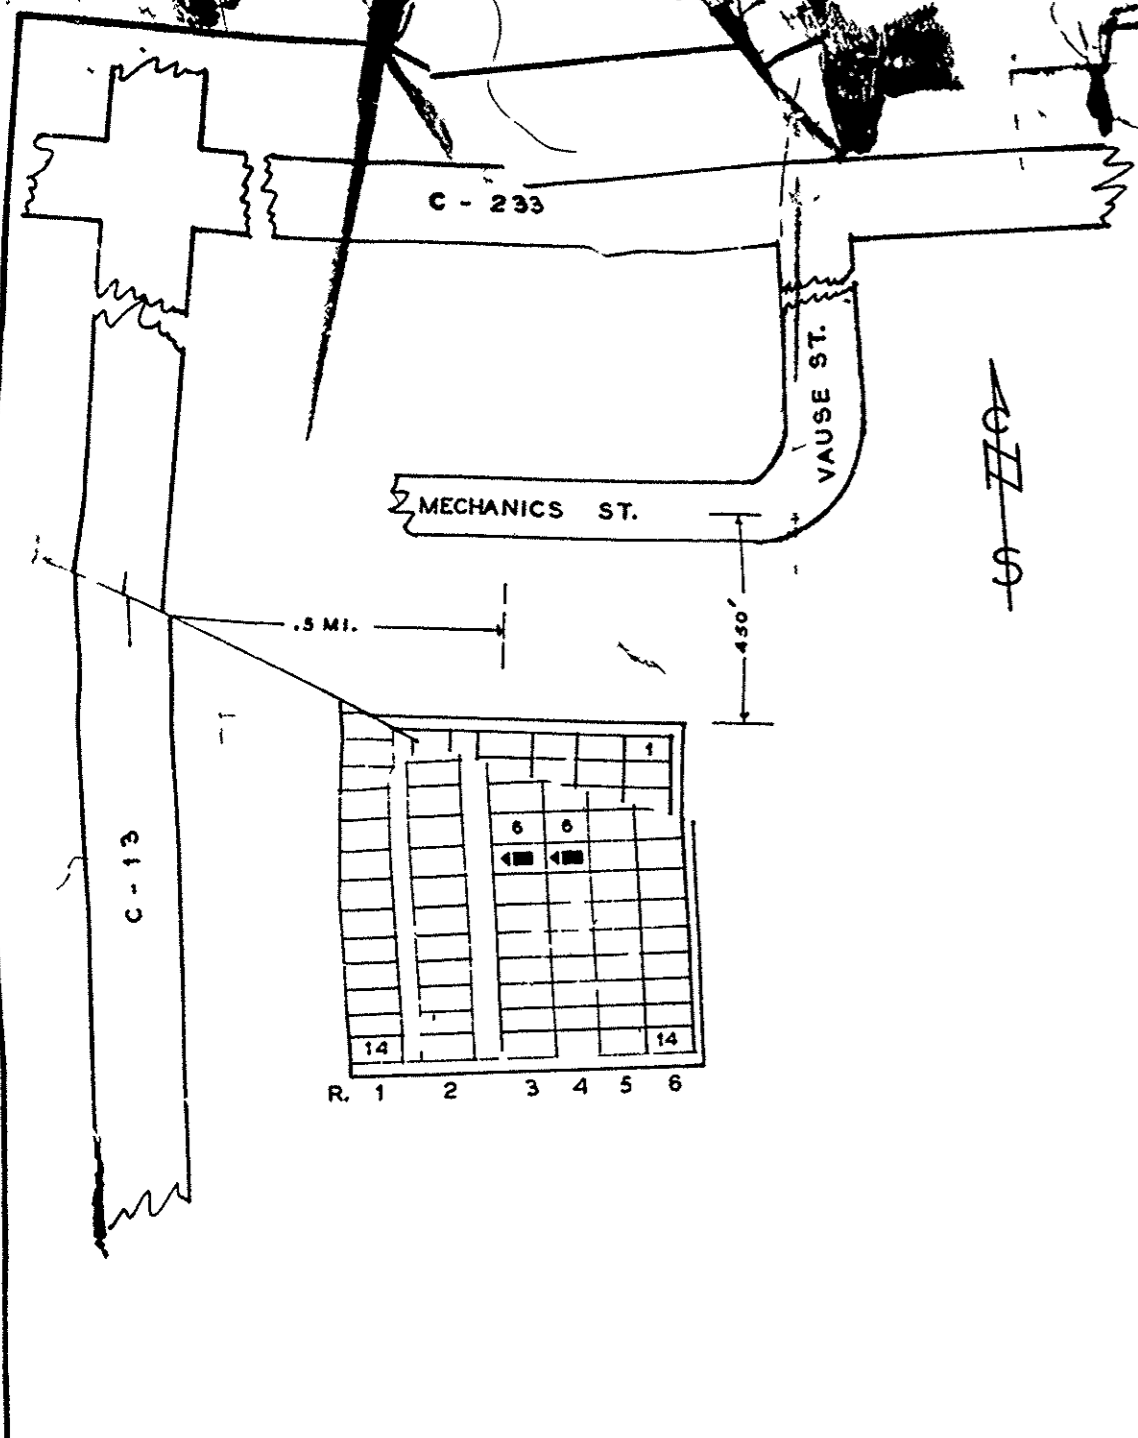 C - 233
VAUSE ST.
MECHANICS ST.
.5 MI.
450'
N
S
C - 13
1
6 6
14 14
R. 1 2 3 4 5 6